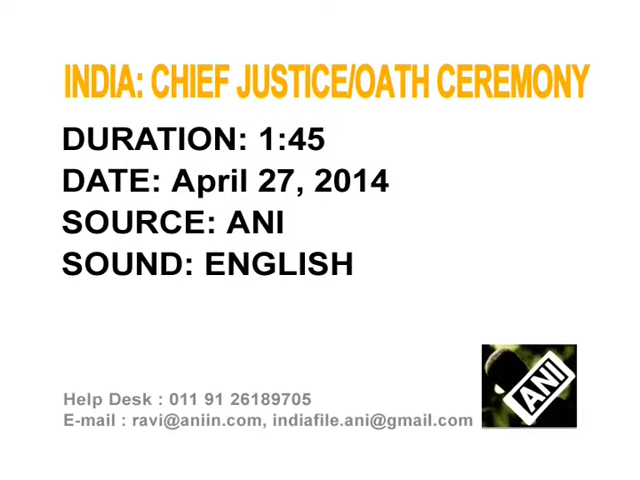 INDIA: CHIEF JUSTICE/OATH CEREMONY
DURATION: 1:45
DATE: April 27, 2014
SOURCE: ANI
SOUND: ENGLISH
ANI
Help Desk : 011 91 26189705
E-mail : ravi@aniin.com, indiafile.ani@gmail.com